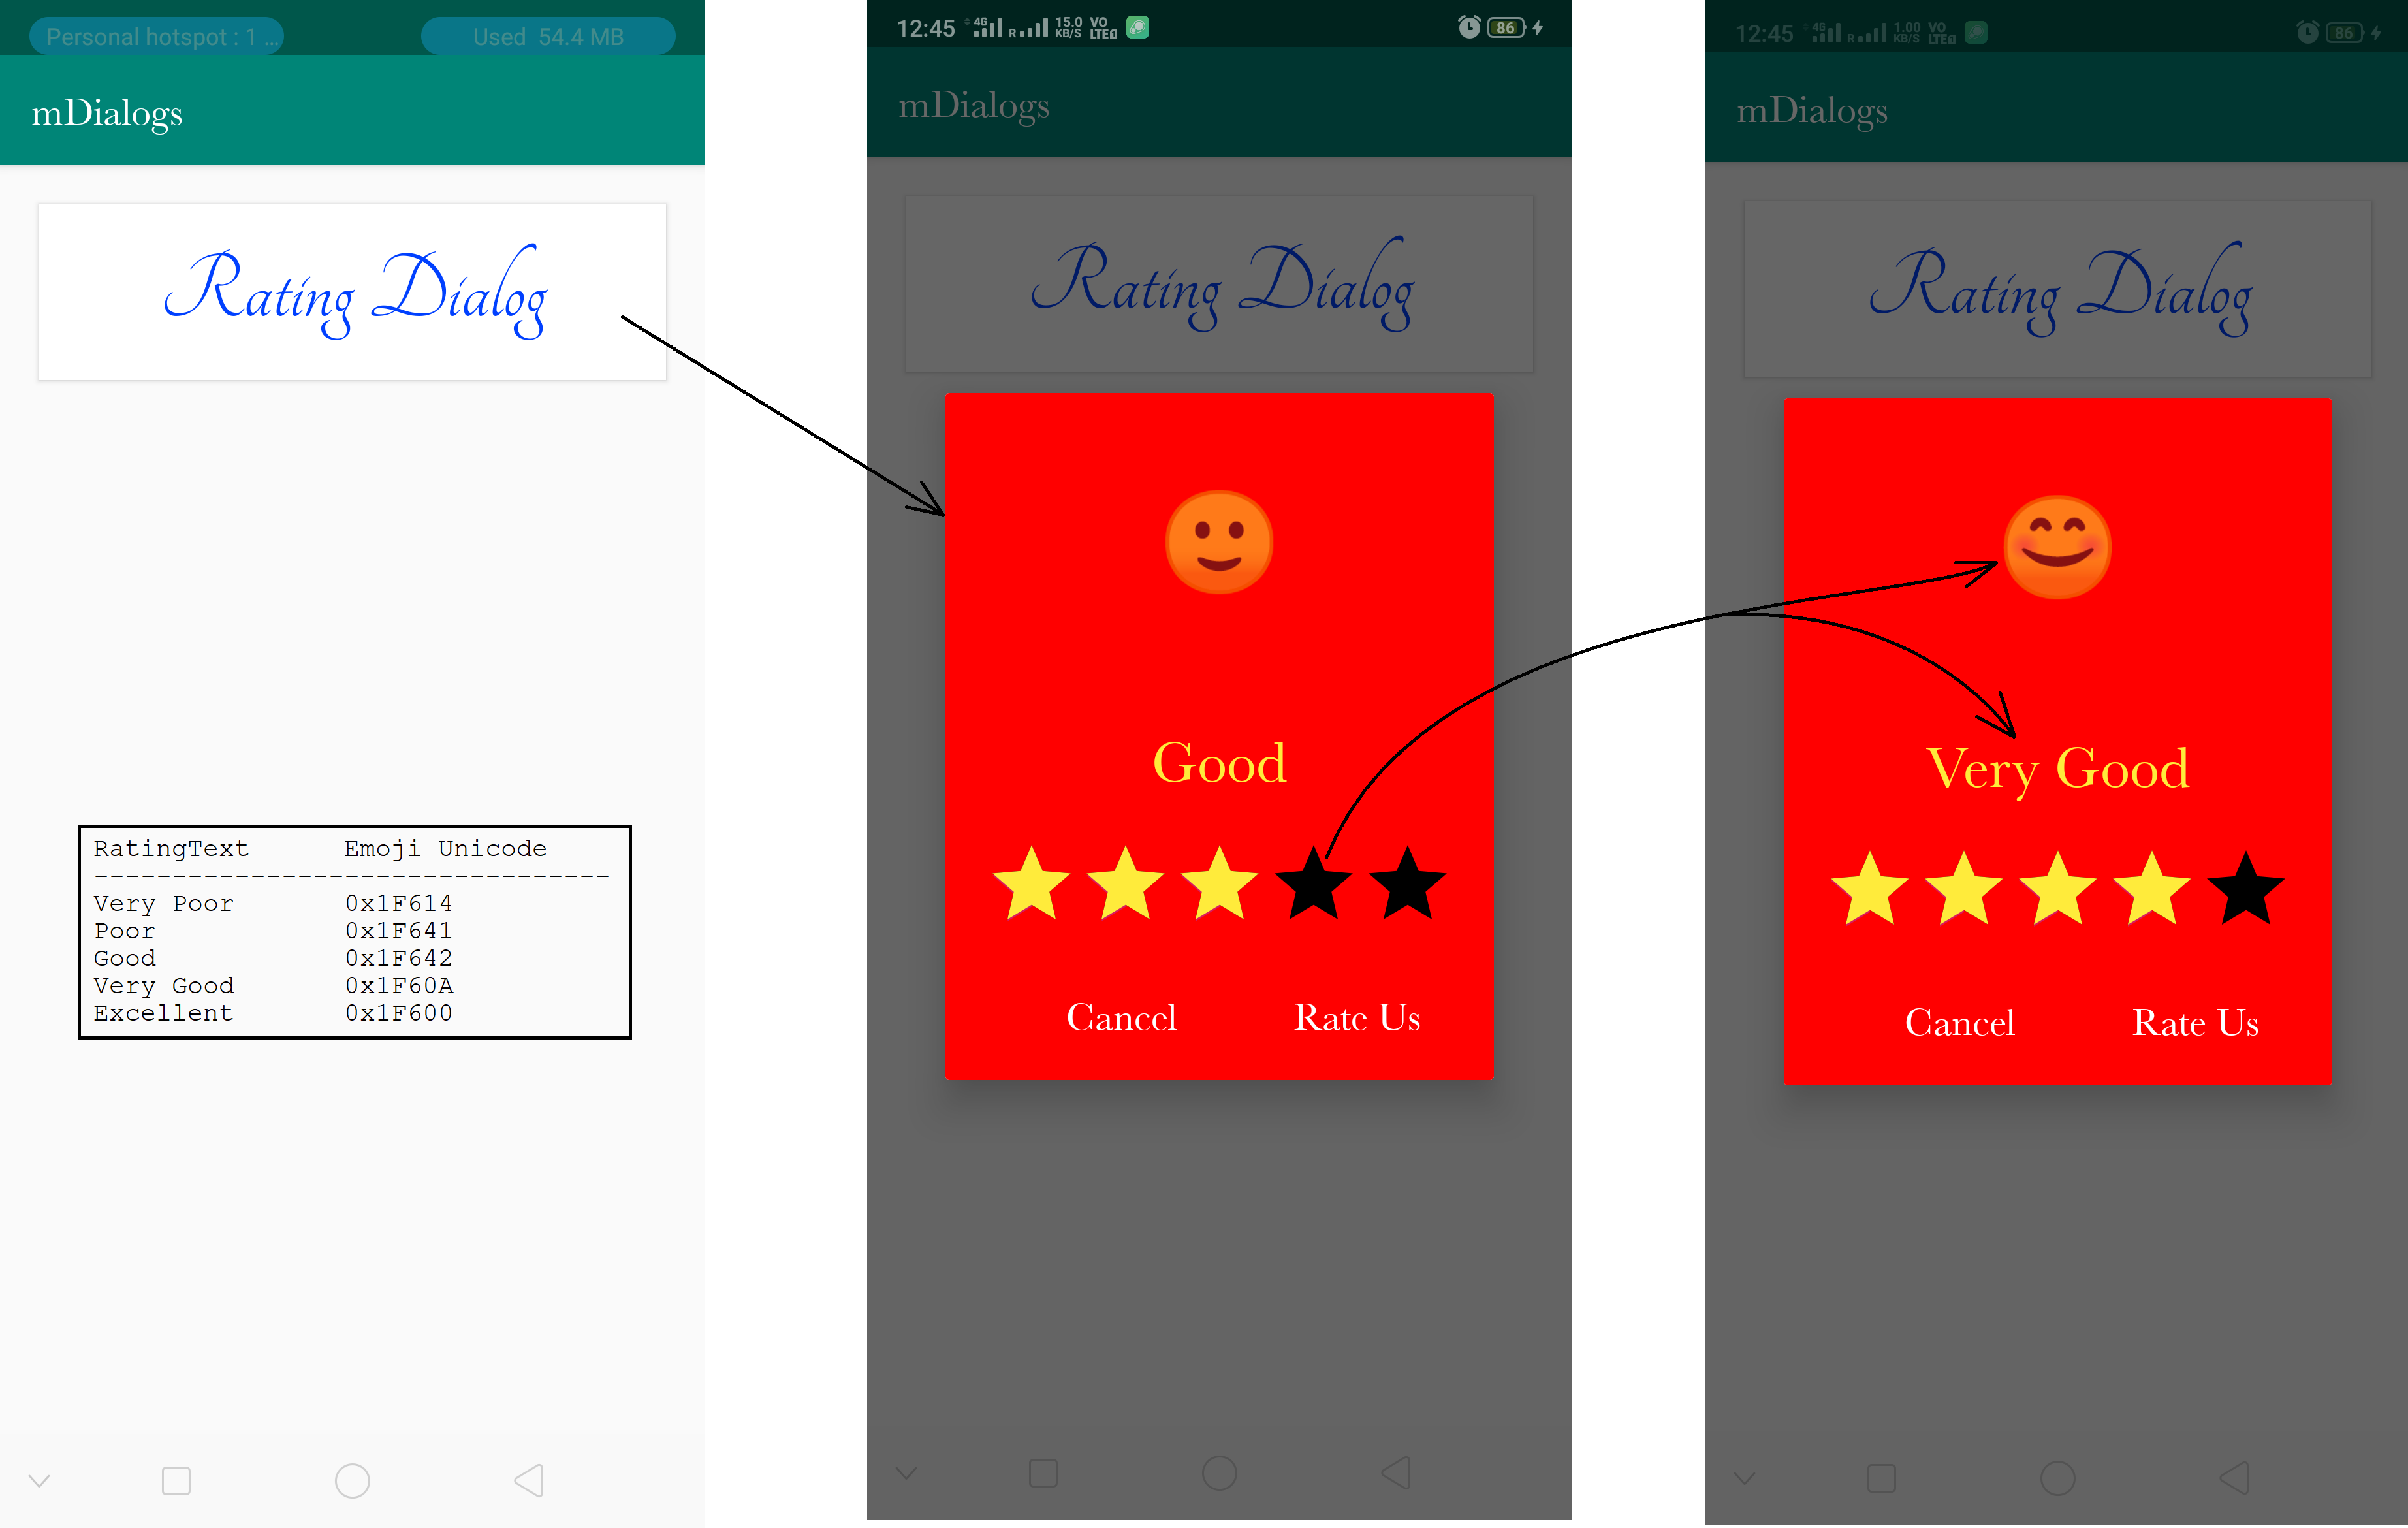 Personal hotspot : 1 ...
Used 54.4 MB
mDialogs
Rating Dialog
RatingText Emoji Unicode
---------------------------------
Very Poor 0x1F614
Poor 0x1F641
Good 0x1F642
Very Good 0x1F60A
Excellent 0x1F600
12:45 4G R 15.0 KB/S VO LTE 86
mDialogs
Rating Dialog
Good
Cancel Rate Us
12:45 4G R 1.00 KB/S VO LTE 86
mDialogs
Rating Dialog
Very Good
Cancel Rate Us